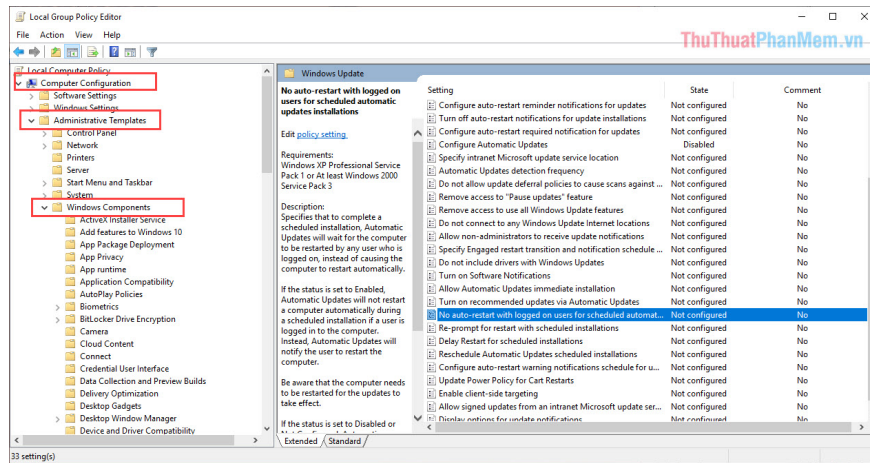 Local Group Policy Editor
File Action View Help
ThuThuatPhanMem.vn
Local Computer Policy
Computer Configuration
Software Settings
Windows Settings
Administrative Templates
Control Panel
Network
Printers
Server
Start Menu and Taskbar
System
Windows Components
ActiveX Installer Service
Add features to Windows 10
App Package Deployment
App Privacy
App runtime
Application Compatibility
AutoPlay Policies
Biometrics
BitLocker Drive Encryption
Camera
Cloud Content
Connect
Credential User Interface
Data Collection and Preview Builds
Delivery Optimization
Desktop Gadgets
Desktop Window Manager
Device and Driver Compatibility
Windows Update
No auto-restart with logged on
users for scheduled automatic
updates installations
Edit policy setting
Requirements:
Windows XP Professional Service
Pack 1 or At least Windows 2000
Service Pack 3
Description:
Specifies that to complete a
scheduled installation, Automatic
Updates will wait for the computer
to be restarted by any user who is
logged on, instead of causing the
computer to restart automatically.
If the status is set to Enabled,
Automatic Updates will not restart
a computer automatically during
a scheduled installation if a user is
logged in to the computer.
Instead, Automatic Updates will
notify the user to restart the
computer.
Be aware that the computer needs
to be restarted for the updates to
take effect.
If the status is set to Disabled or
Setting State Comment
Configure auto-restart reminder notifications for updates Not configured No
Turn off auto-restart notifications for update installations Not configured No
Configure auto-restart required notification for updates Not configured No
Configure Automatic Updates Disabled No
Specify intranet Microsoft update service location Not configured No
Automatic Updates detection frequency Not configured No
Do not allow update deferral policies to cause scans against ... Not configured No
Remove access to "Pause updates" feature Not configured No
Remove access to use all Windows Update features Not configured No
Do not connect to any Windows Update Internet locations Not configured No
Allow non-administrators to receive update notifications Not configured No
Specify Engaged restart transition and notification schedule ... Not configured No
Do not include drivers with Windows Updates Not configured No
Turn on Software Notifications Not configured No
Allow Automatic Updates immediate installation Not configured No
Turn on recommended updates via Automatic Updates Not configured No
No auto-restart with logged on users for scheduled automat... Not configured No
Re-prompt for restart with scheduled installations Not configured No
Delay Restart for scheduled installations Not configured No
Reschedule Automatic Updates scheduled installations Not configured No
Configure auto-restart warning notifications schedule for u... Not configured No
Update Power Policy for Cart Restarts Not configured No
Enable client-side targeting Not configured No
Allow signed updates from an intranet Microsoft update ser... Not configured No
Display options for update notifications Not configured No
Extended Standard
33 setting(s)